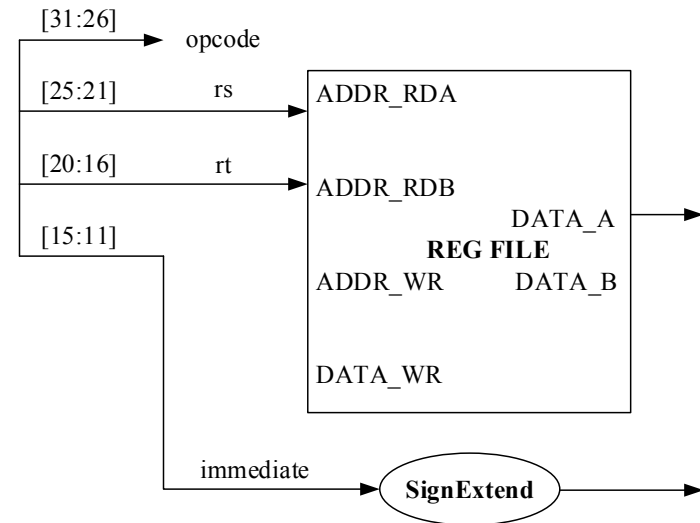 [31:26]
opcode
[25:21] rs
ADDR_RDA
[20:16] rt
ADDR_RDB
[15:11]
DATA_A
REG FILE
ADDR_WR DATA_B
DATA_WR
immediate
SignExtend